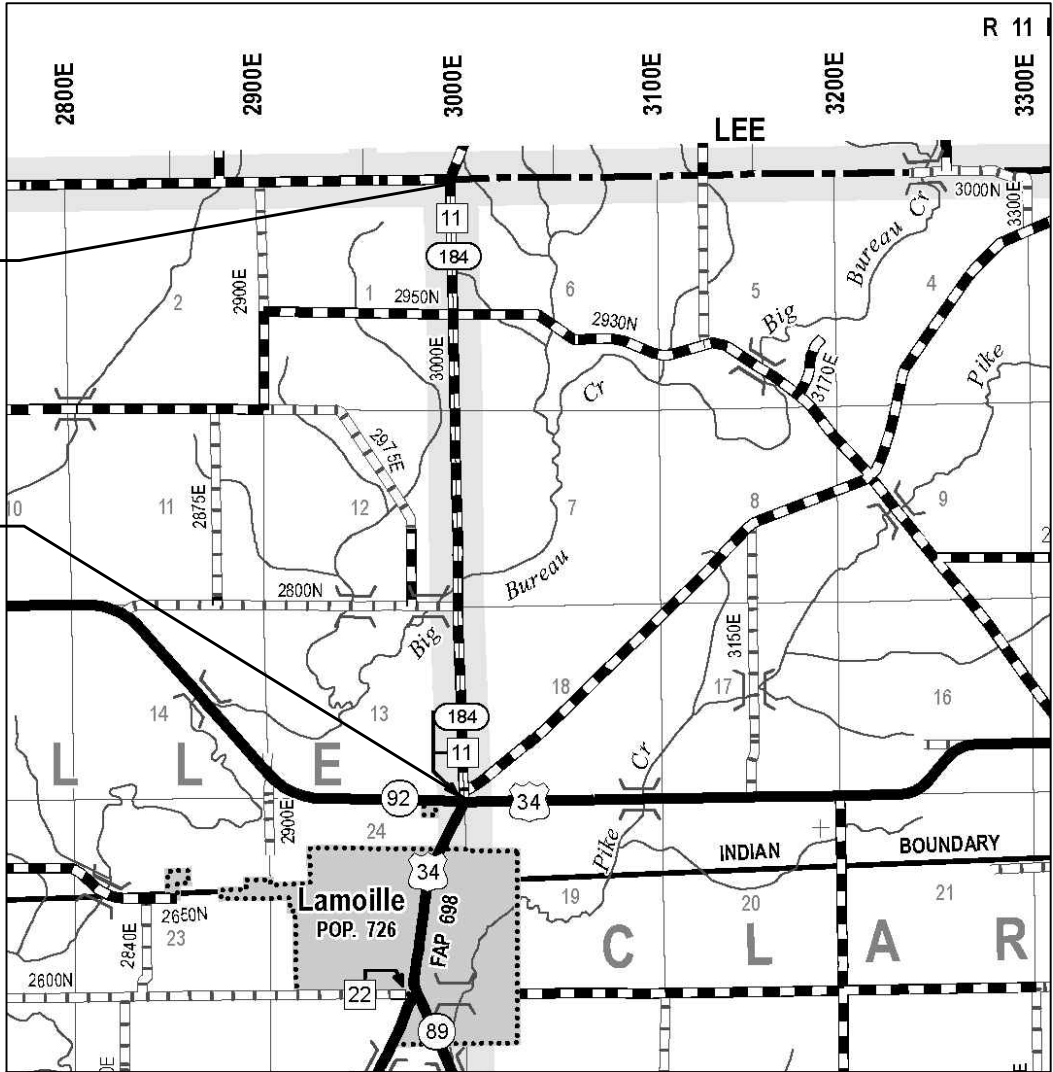 R 11
2800E
2900E
3000E
3100E
3200E
3300E
LEE
3000N
3300E
11
184
Bureau Cr
2
2900E
1
2950N
6
2930N
5
4
Big
3000E
Cr
3170E
Pike
2975E
10
11
2875E
12
7
8
9
2
2800N
Bureau
Big
3150E
18
17
16
14
13
184
11
L L E
Cr
92
34
2900E
24
Pike
INDIAN BOUNDARY
34
Lamoille
POP. 726
FAP 698
19
20
21
2650N
23
2840E
C L A R
2600N
22
89